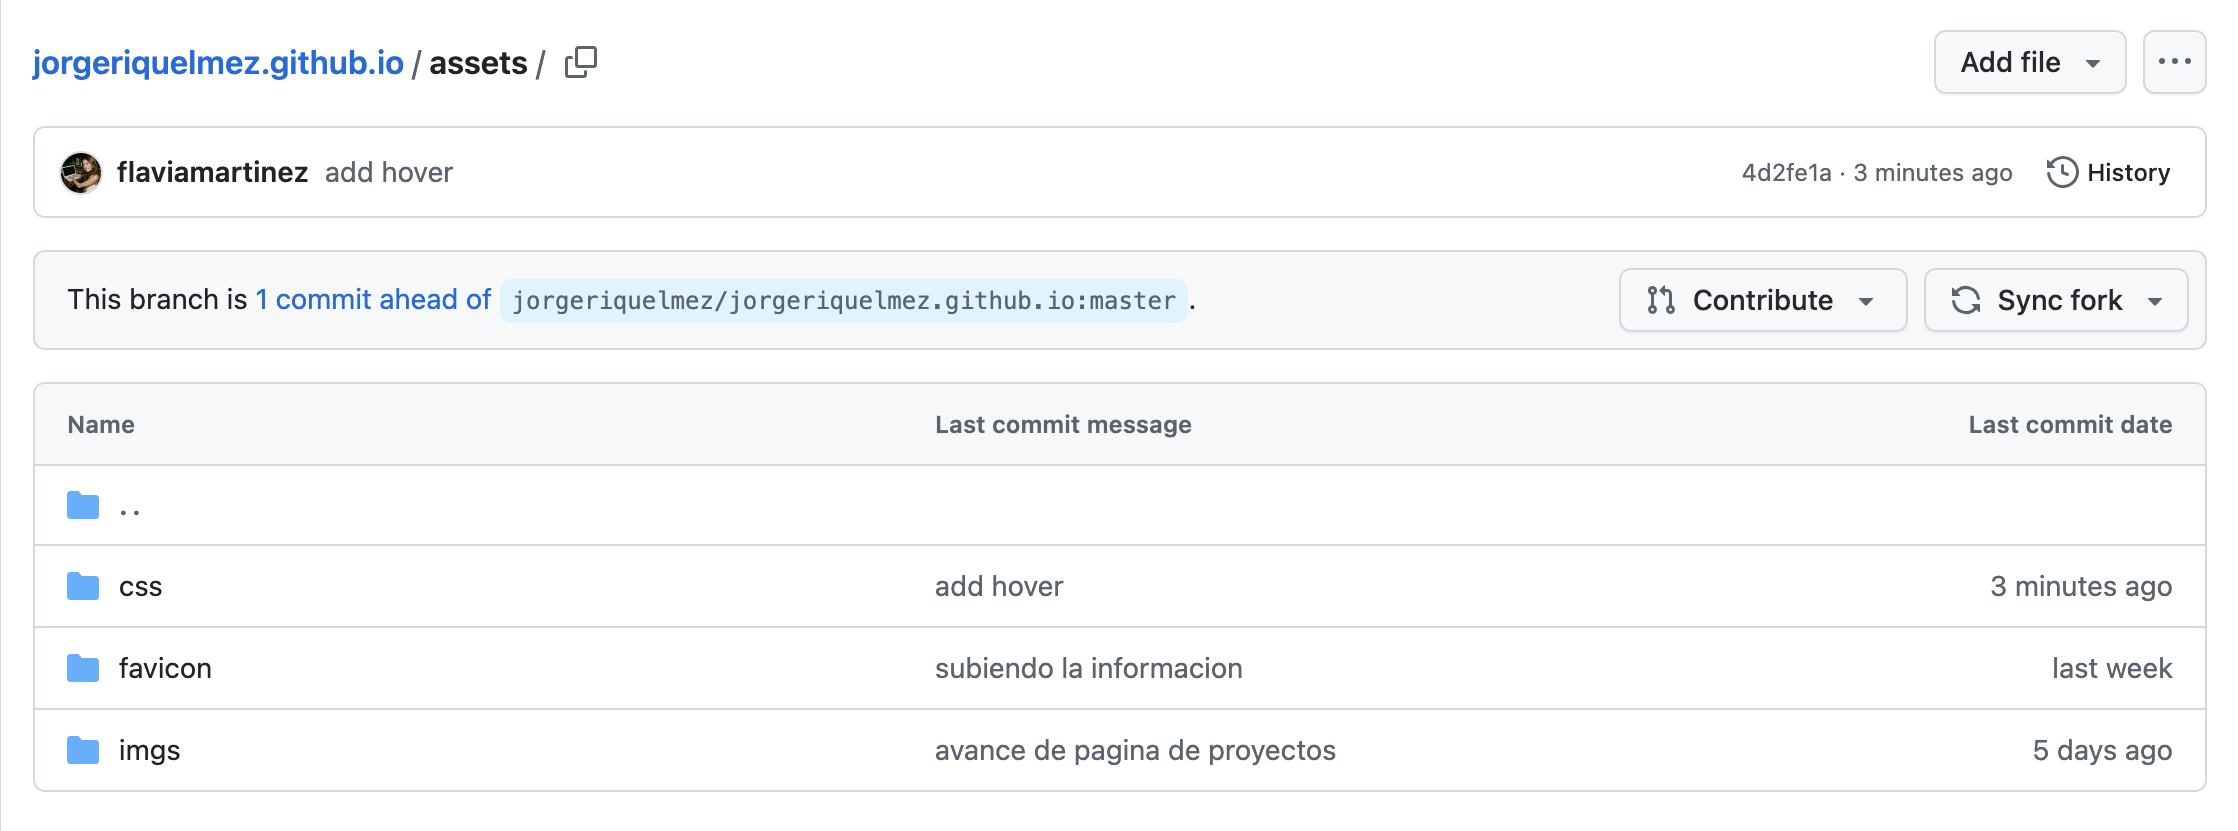 jorgeriquelmez.github.io / assets /
Add file
flaviamartinez add hover
4d2fe1a · 3 minutes ago
History
This branch is 1 commit ahead of jorgeriquelmez/jorgeriquelmez.github.io:master .
Contribute
Sync fork
Name Last commit message Last commit date
..
css add hover 3 minutes ago
favicon subiendo la informacion last week
imgs avance de pagina de proyectos 5 days ago